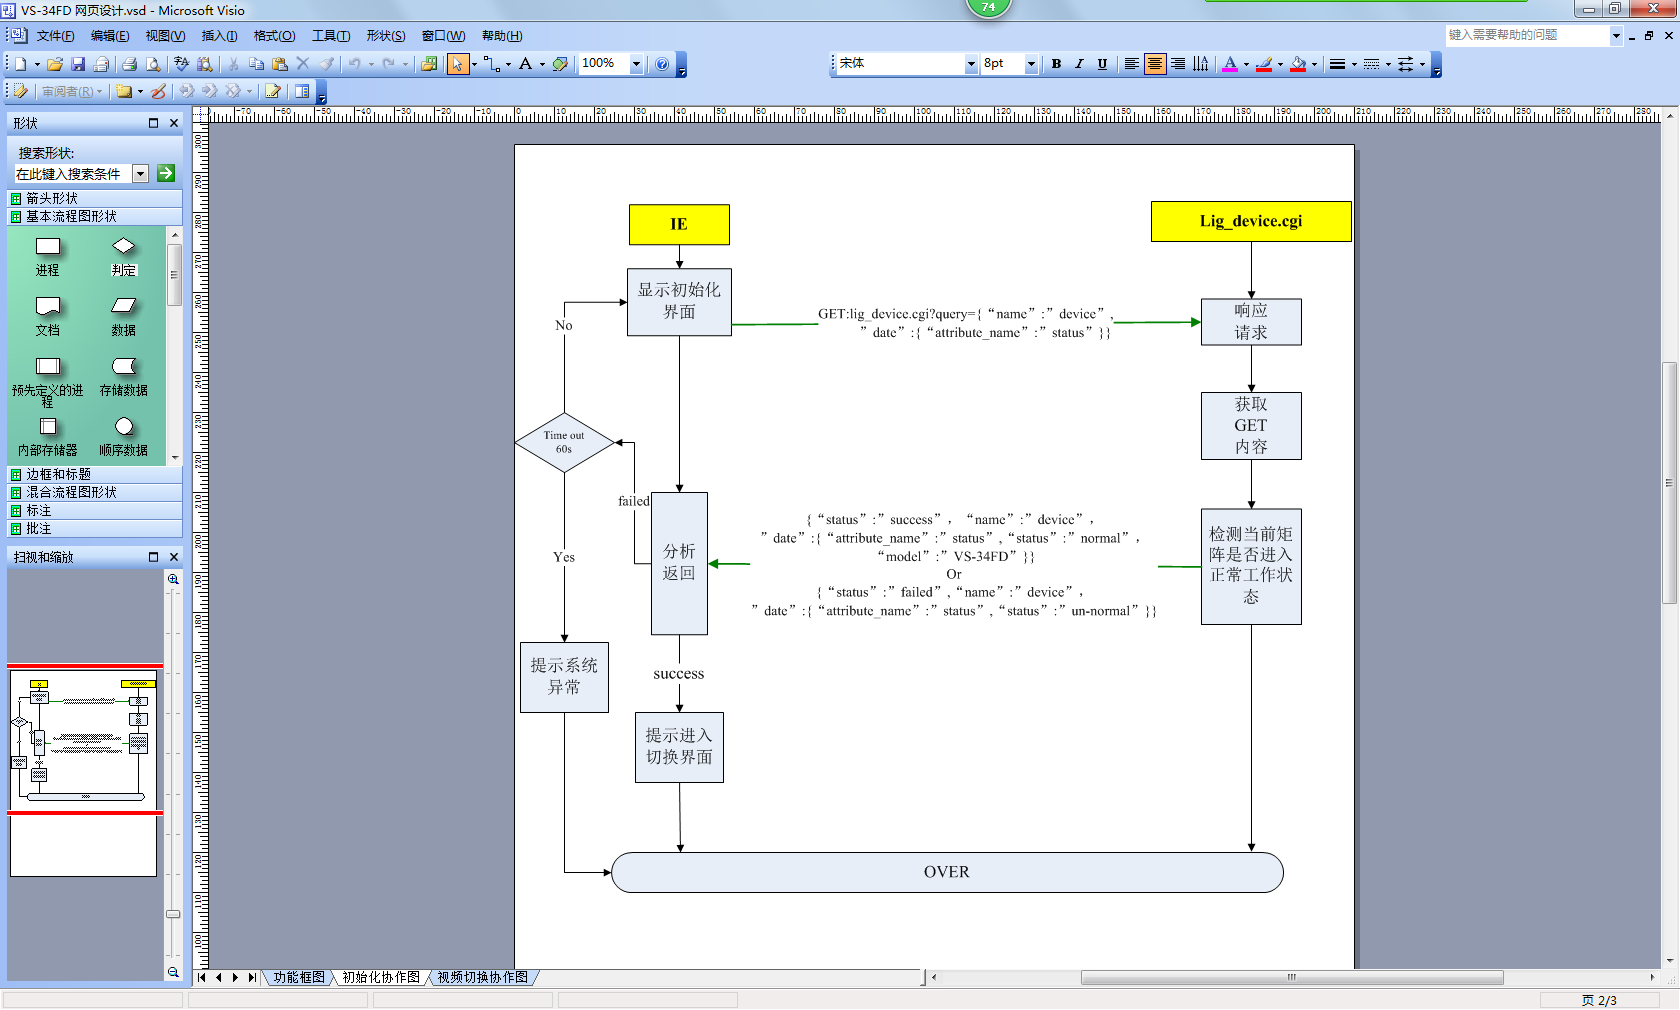 VS-34FD 网页设计.vsd - Microsoft Visio
74
文件(F) 编辑(E) 视图(V) 插入(I) 格式(O) 工具(T) 形状(S) 窗口(W) 帮助(H)
键入需要帮助的问题
100%
宋体
8pt
B I U
审阅者(R)
形状
搜索形状:
在此键入搜索条件
箭头形状
基本流程图形状
进程 判定
文档 数据
预先定义的进程 存储数据
内部存储器 顺序数据
边框和标题
混合流程图形状
标注
批注
扫视和缩放
IE
Lig_device.cgi
显示初始化
界面
GET:lig_device.cgi?query={“name”:”device”,
”date”:{“attribute_name”:”status”}}
响应
请求
No
获取
GET
内容
Time out
60s
failed
Yes
分析
返回
{“status”:”success”, “name”:”device”,
”date”:{“attribute_name”:”status”,“status”:”normal”,
“model”:”VS-34FD”}}
Or
{“status”:”failed”,“name”:”device”,
”date”:{“attribute_name”:”status”,“status”:”un-normal”}}
检测当前矩
阵是否进入
正常工作状
态
提示系统
异常
success
提示进入
切换界面
OVER
功能框图 初始化协作图 视频切换协作图
页 2/3